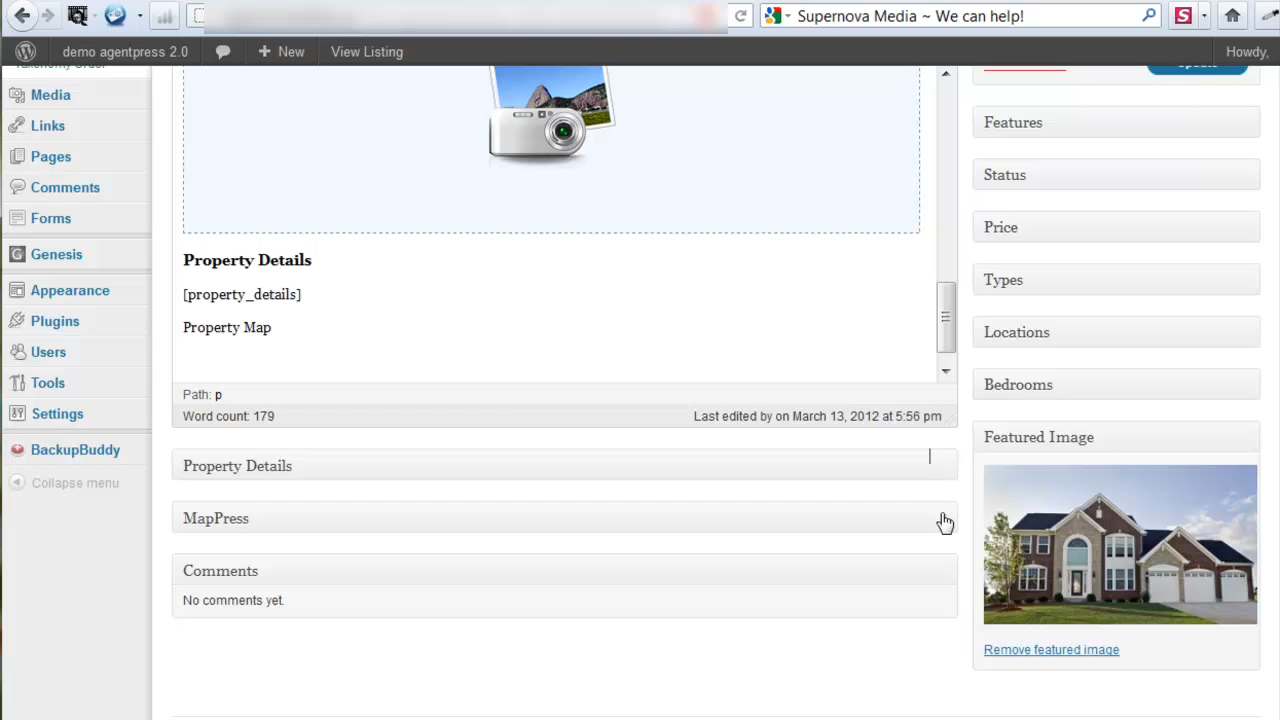 Supernova Media ~ We can help!
demo agentpress 2.0
New
View Listing
Howdy,
Taxonomy Order
Media
Links
Pages
Comments
Forms
Genesis
Appearance
Plugins
Users
Tools
Settings
BackupBuddy
Collapse menu
Property Details
[property_details]
Property Map
Path: p
Word count: 179
Last edited by on March 13, 2012 at 5:56 pm
Property Details
MapPress
Comments
No comments yet.
Update
Features
Status
Price
Types
Locations
Bedrooms
Featured Image
Remove featured image